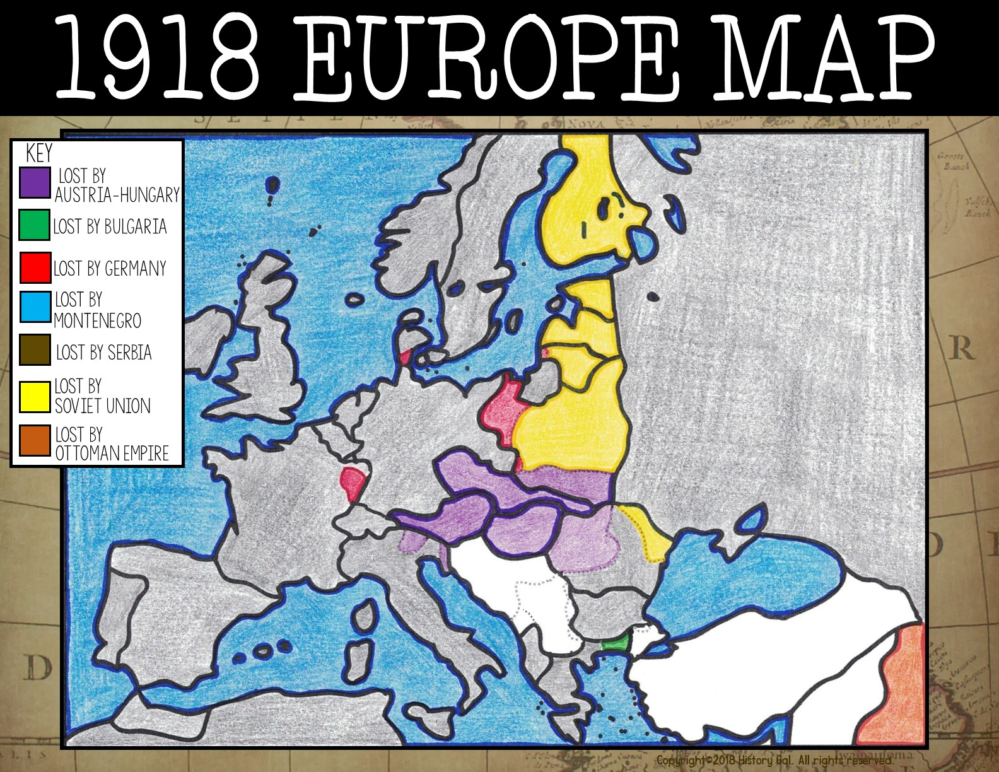 1918 EUROPE MAP
KEY
LOST BY
AUSTRIA-HUNGARY
LOST BY BULGARIA
LOST BY GERMANY
LOST BY
MONTENEGRO
LOST BY SERBIA
LOST BY
SOVIET UNION
LOST BY
OTTOMAN EMPIRE
NOVA
R
D
Copyright©2018 History Gal. All rights reserved.